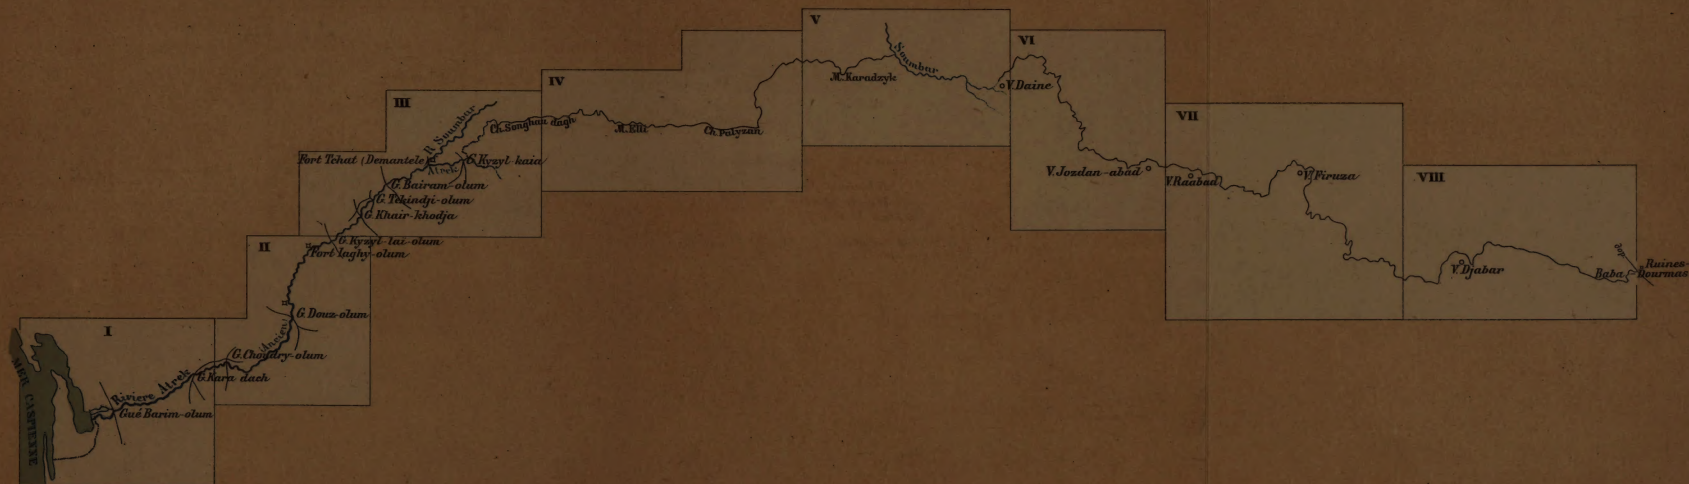 I
MER CASPIENNE
Riviere Atrek
Gué Barim-olum
G. Kara dach
II
G. Choudry-olum
(Ancien)
G. Douz-olum
Fort Iaghy-olum
G. Kyzyl-lai-olum
III
G. Khair-khodja
G. Tekindji-olum
G. Bairam-olum
Fort Tchat (Demantele)
Atrek
R. Soumbar
G. Kyzyl-kaia
IV
Ch. Songhau dagh
Ch. Palyzan
V
M. Karadzyk
Soumbar
VI
V. Daine
V. Jozdan-abad
VII
V. Raabad
V. Firuza
VIII
V. Djabar
Baba
Ruines
Dourmas